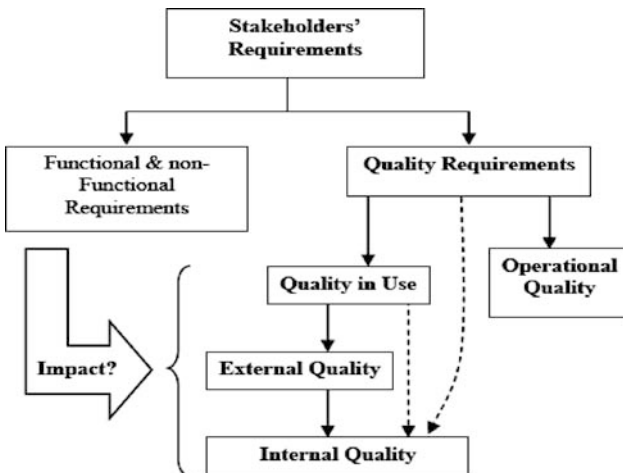 Stakeholders'
Requirements
Functional & non-
Functional
Requirements
Quality Requirements
Quality in Use
Operational
Quality
Impact?
External Quality
Internal Quality